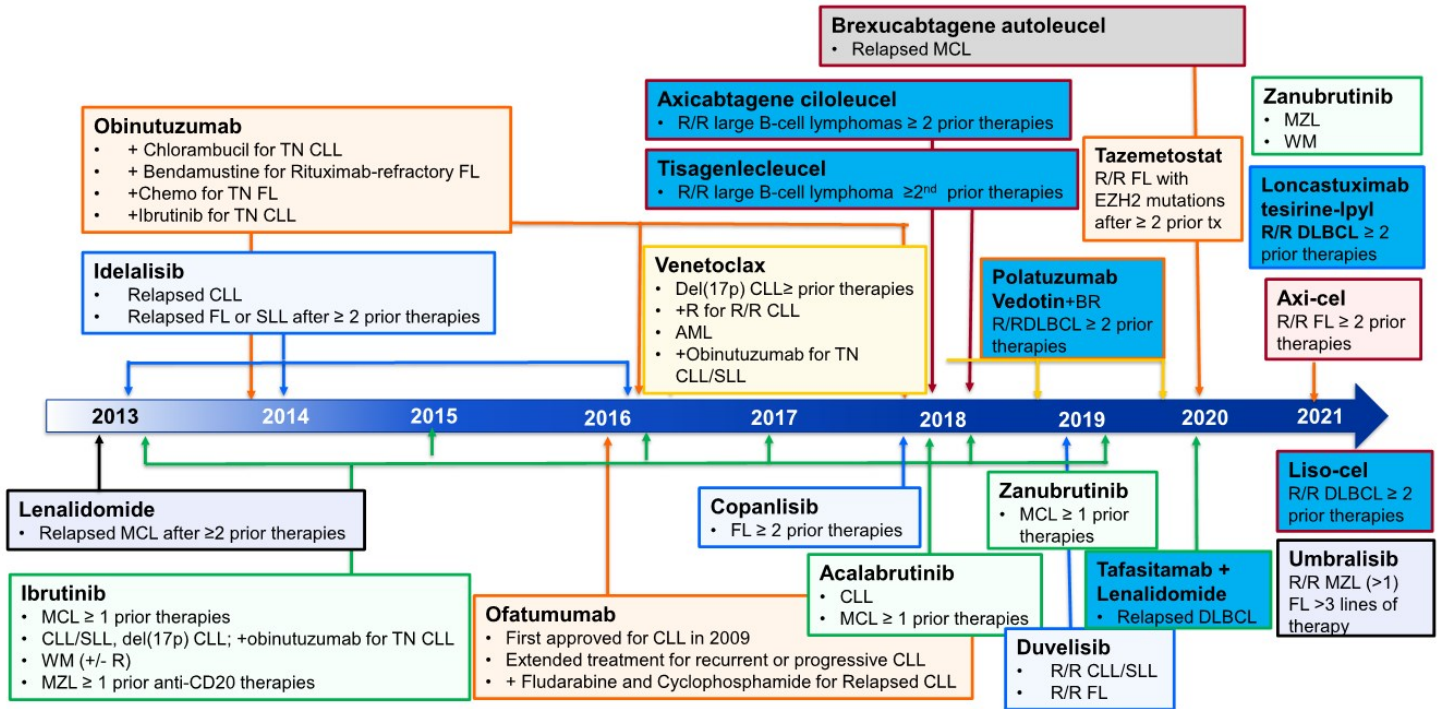 Brexucabtagene autoleucel
• Relapsed MCL
Obinutuzumab
• + Chlorambucil for TN CLL
• + Bendamustine for Rituximab-refractory FL
• +Chemo for TN FL
• +Ibrutinib for TN CLL
Axicabtagene ciloleucel
• R/R large B-cell lymphomas ≥ 2 prior therapies
Tisagenlecleucel
• R/R large B-cell lymphoma ≥2nd prior therapies
Tazemetostat
R/R FL with
EZH2 mutations
after ≥ 2 prior tx
Zanubrutinib
• MZL
• WM
Loncastuximab
tesirine-lpyl
R/R DLBCL ≥ 2
prior therapies
Idelalisib
• Relapsed CLL
• Relapsed FL or SLL after ≥ 2 prior therapies
Venetoclax
• Del(17p) CLL≥ prior therapies
• +R for R/R CLL
• AML
• +Obinutuzumab for TN
CLL/SLL
Polatuzumab
Vedotin+BR
R/RDLBCL ≥ 2 prior
therapies
Axi-cel
R/R FL ≥ 2 prior
therapies
2013 2014 2015 2016 2017 2018 2019 2020 2021
Lenalidomide
• Relapsed MCL after ≥2 prior therapies
Ibrutinib
• MCL ≥ 1 prior therapies
• CLL/SLL, del(17p) CLL; +obinutuzumab for TN CLL
• WM (+/- R)
• MZL ≥ 1 prior anti-CD20 therapies
Ofatumumab
• First approved for CLL in 2009
• Extended treatment for recurrent or progressive CLL
• + Fludarabine and Cyclophosphamide for Relapsed CLL
Copanlisib
• FL ≥ 2 prior therapies
Acalabrutinib
• CLL
• MCL ≥ 1 prior therapies
Zanubrutinib
• MCL ≥ 1 prior
therapies
Duvelisib
• R/R CLL/SLL
• R/R FL
Tafasitamab +
Lenalidomide
• Relapsed DLBCL
Liso-cel
R/R DLBCL ≥ 2
prior therapies
Umbralisib
R/R MZL (>1)
FL >3 lines of
therapy